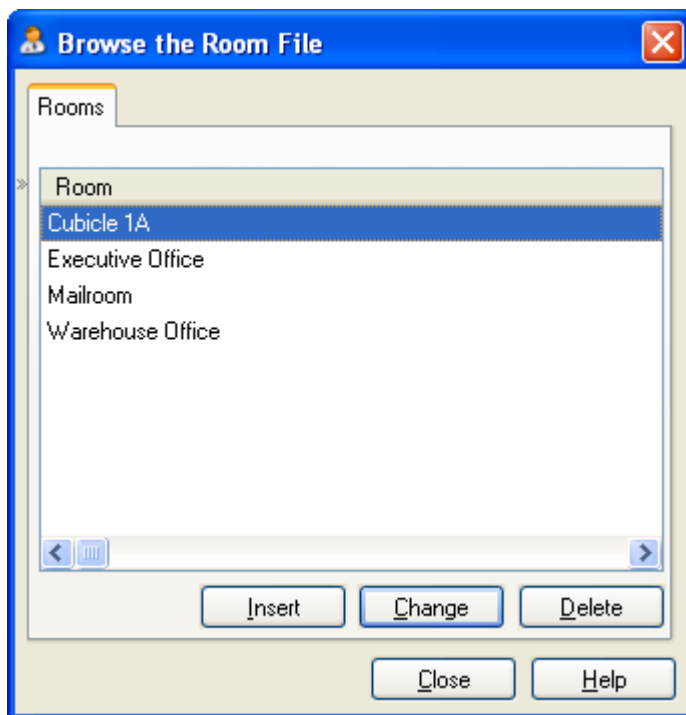 Browse the Room File
Rooms
Room
Cubicle 1A
Executive Office
Mailroom
Warehouse Office
Insert Change Delete
Close Help